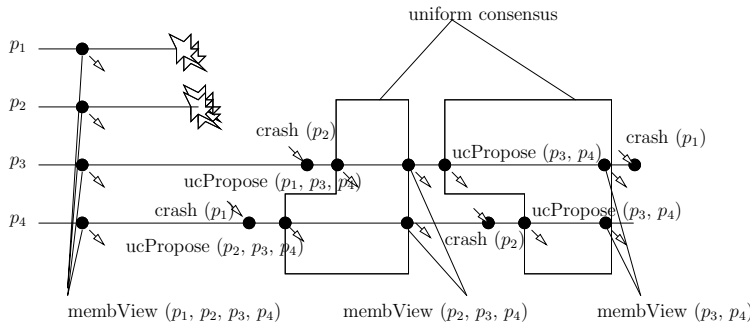 uniform consensus
p1
p2
crash (p2)
crash (p1)
p3
ucPropose (p3, p4)
ucPropose (p1, p3, p4)
p4
crash (p1)
ucPropose (p3, p4)
crash (p2)
ucPropose (p2, p3, p4)
membView (p1, p2, p3, p4)
membView (p2, p3, p4)
membView (p3, p4)